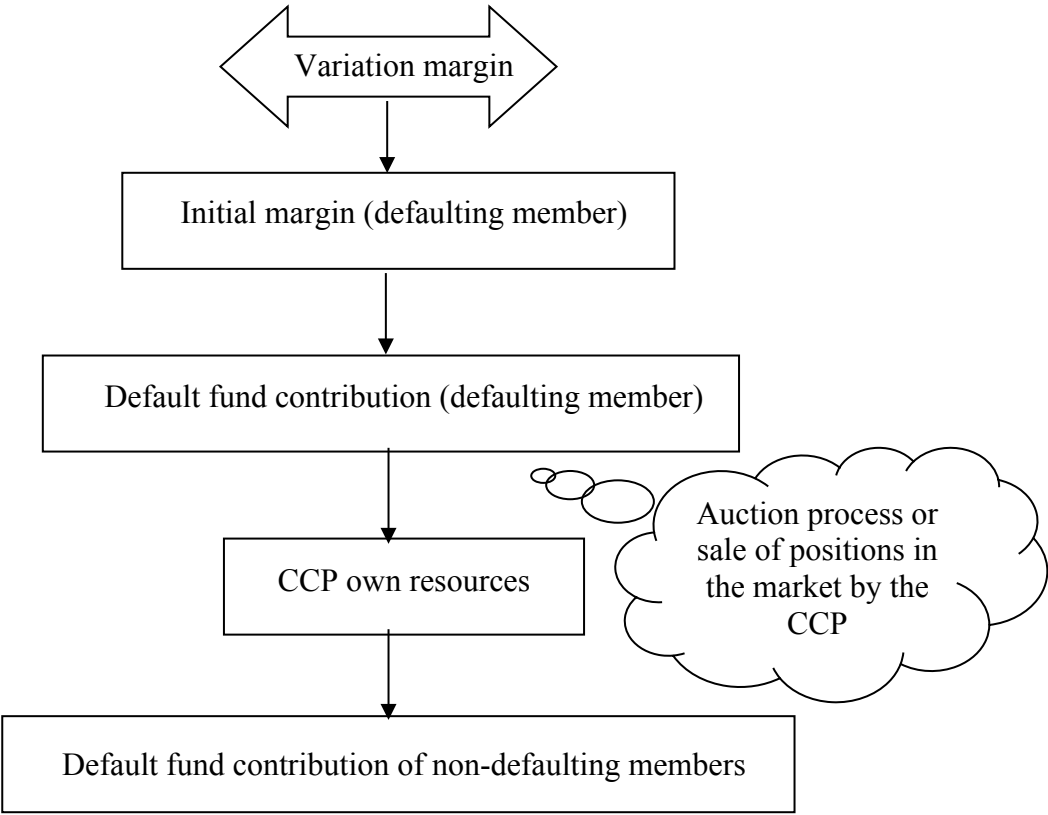 Variation margin
Initial margin (defaulting member)
Default fund contribution (defaulting member)
Auction process or
sale of positions in
the market by the
CCP
CCP own resources
Default fund contribution of non-defaulting members